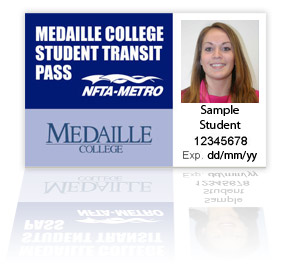 MEDAILLE COLLEGE
STUDENT TRANSIT
PASS
NFTA-METRO
MEDAILLE
COLLEGE
Sample
Student
12345678
Exp. dd/mm/yy